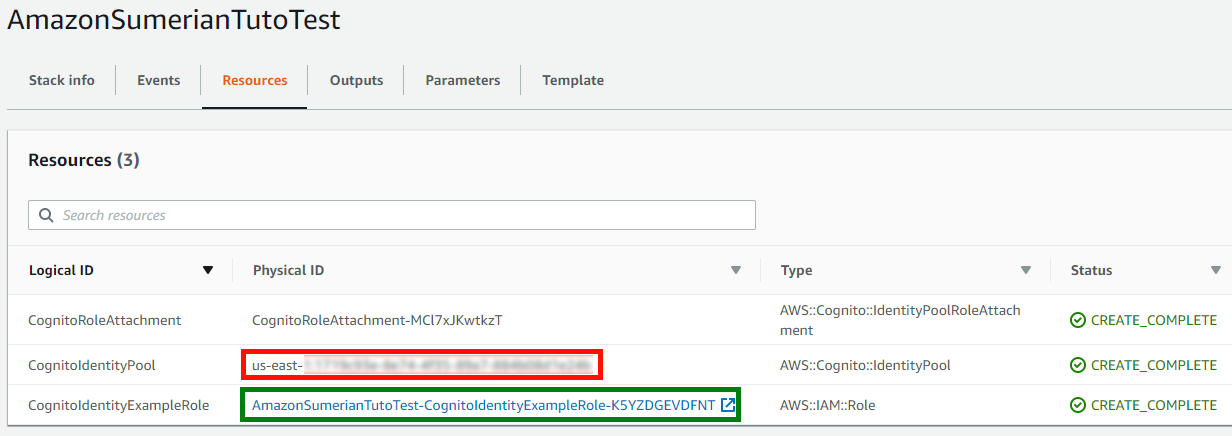 AmazonSumerianTutoTest
Stack info Events Resources Outputs Parameters Template
Resources (3)
Search resources
Logical ID Physical ID Type Status
CognitoRoleAttachment CognitoRoleAttachment-MCl7xJKwtkzT AWS::Cognito::IdentityPoolRoleAttach
ment CREATE_COMPLETE
CognitoIdentityPool us-east- AWS::Cognito::IdentityPool CREATE_COMPLETE
CognitoIdentityExampleRole AmazonSumerianTutoTest-CognitoIdentityExampleRole-K5YZDGEVDFNT AWS::IAM::Role CREATE_COMPLETE